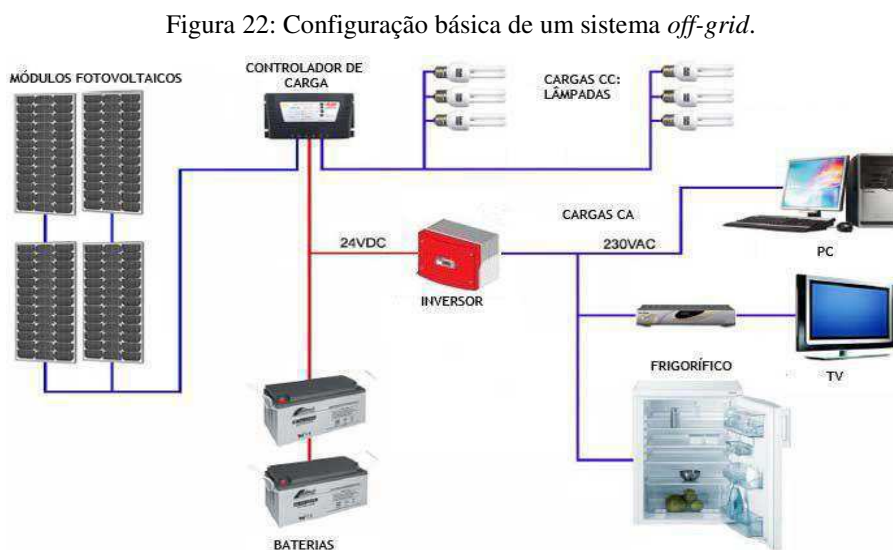 Figura 22: Configuração básica de um sistema off-grid.
MÓDULOS FOTOVOLTAICOS
CONTROLADOR DE
CARGA
CARGAS CC:
LÂMPADAS
CARGAS CA
24VDC
230VAC
INVERSOR
PC
TV
FRIGORÍFICO
BATERIAS